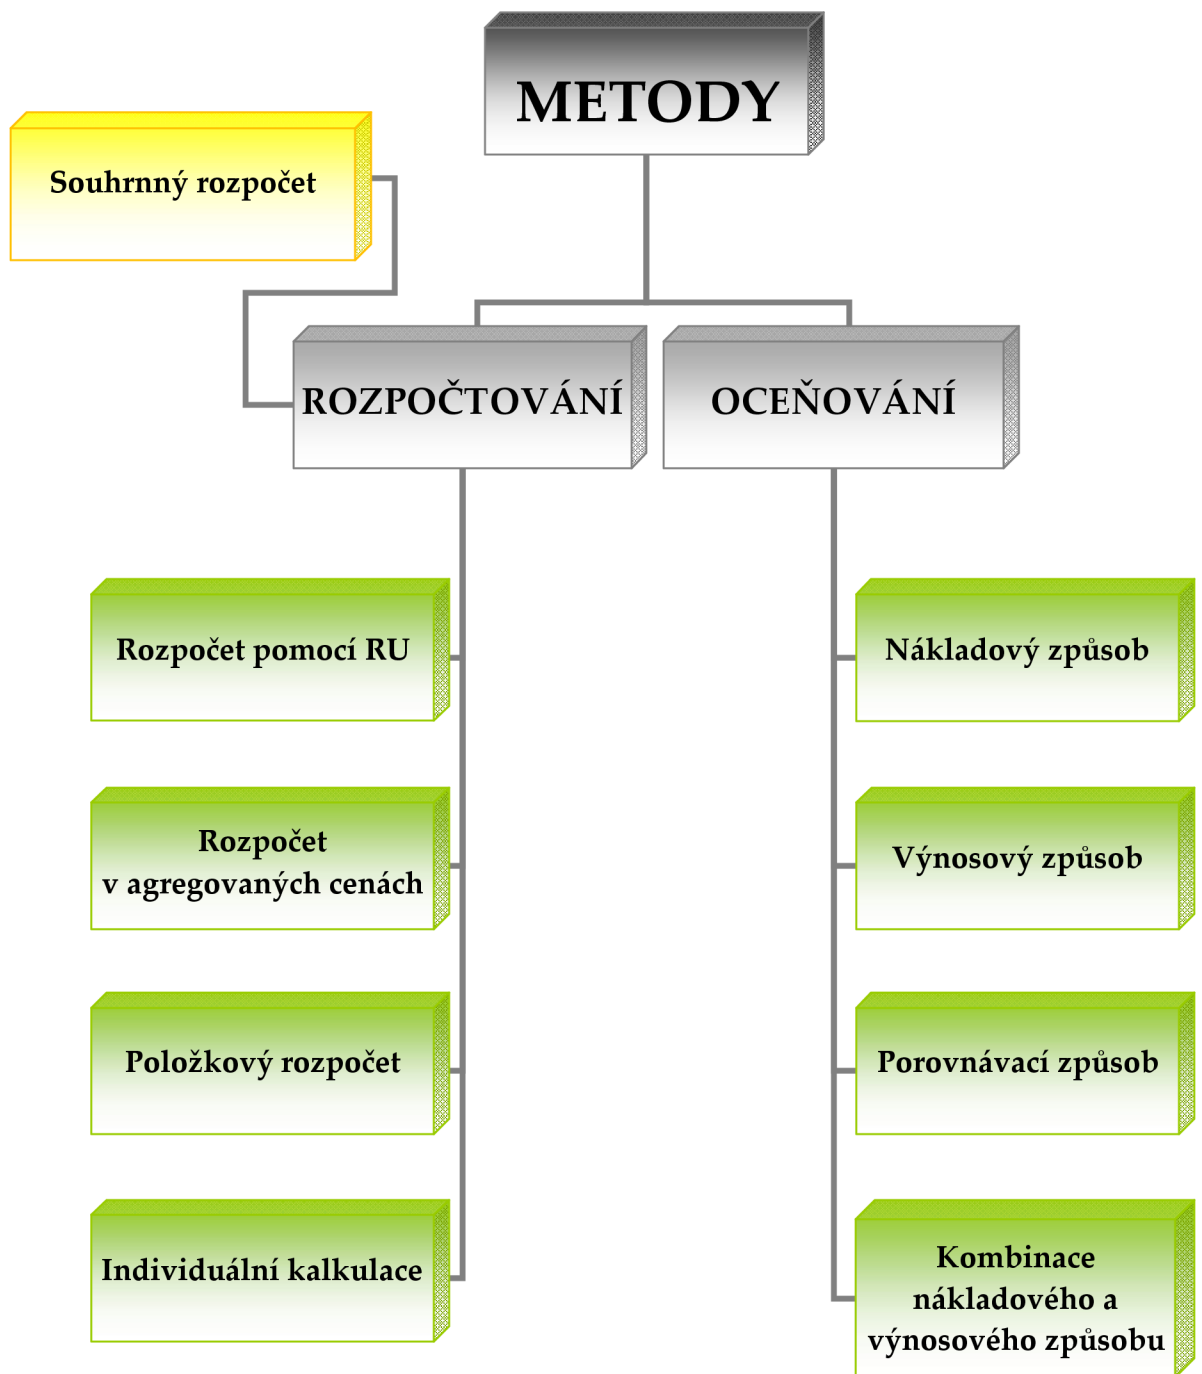 METODY
Souhrnný rozpočet
ROZPOČTOVÁNÍ
OCEŇOVÁNÍ
Rozpočet pomocí RU
Rozpočet
v agregovaných cenách
Položkový rozpočet
Individuální kalkulace
Nákladový způsob
Výnosový způsob
Porovnávací způsob
Kombinace
nákladového a
výnosového způsobu